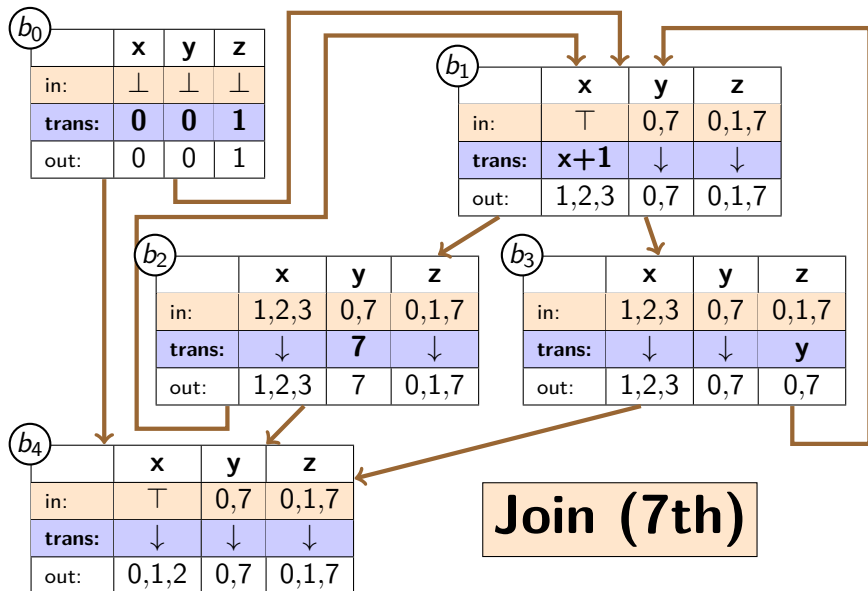 b0
x y z
in: ⊥ ⊥ ⊥
trans: 0 0 1
out: 0 0 1
b1
x y z
in: ⊤ 0,7 0,1,7
trans: x+1 ↓ ↓
out: 1,2,3 0,7 0,1,7
b2
x y z
in: 1,2,3 0,7 0,1,7
trans: ↓ 7 ↓
out: 1,2,3 7 0,1,7
b3
x y z
in: 1,2,3 0,7 0,1,7
trans: ↓ ↓ y
out: 1,2,3 0,7 0,7
b4
x y z
in: ⊤ 0,7 0,1,7
trans: ↓ ↓ ↓
out: 0,1,2 0,7 0,1,7
Join (7th)